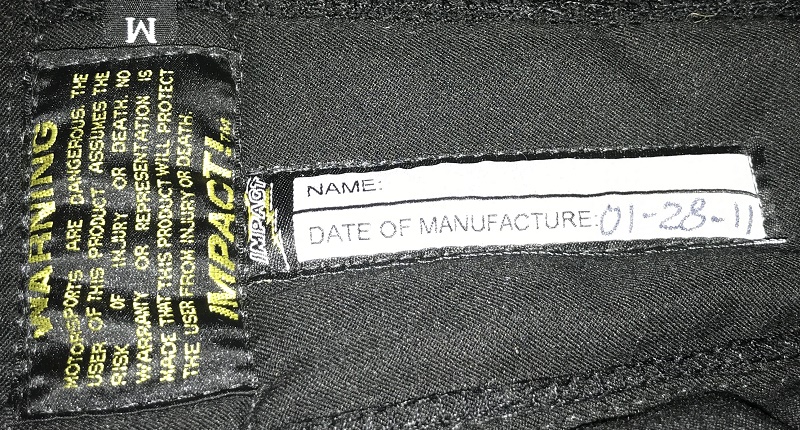 M
WARNING
MOTORSPORTS ARE DANGEROUS. THE
USER OF THIS PRODUCT ASSUMES THE
RISK OF INJURY OR DEATH. NO
WARRANTY OR REPRESENTATION IS
MADE THAT THIS PRODUCT WILL PROTECT
THE USER FROM INJURY OR DEATH.
IMPACT!™
IMPACT
NAME:
DATE OF MANUFACTURE: 01-28-11